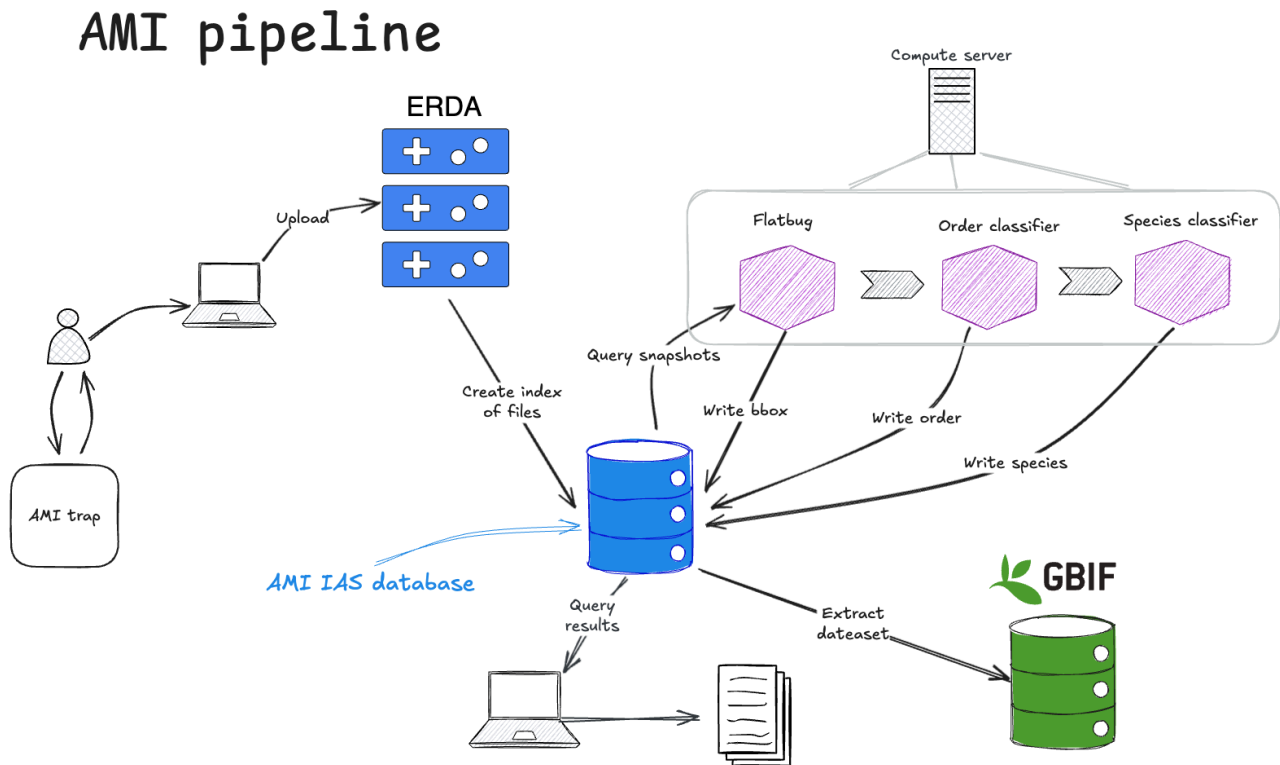 AMI pipeline
Compute server
ERDA
Upload
Flatbug
Order classifier
Species classifier
Query snapshots
Create index
of files
Write bbox
Write order
Write species
AMI trap
AMI IAS database
GBIF
Query
results
Extract
dateaset